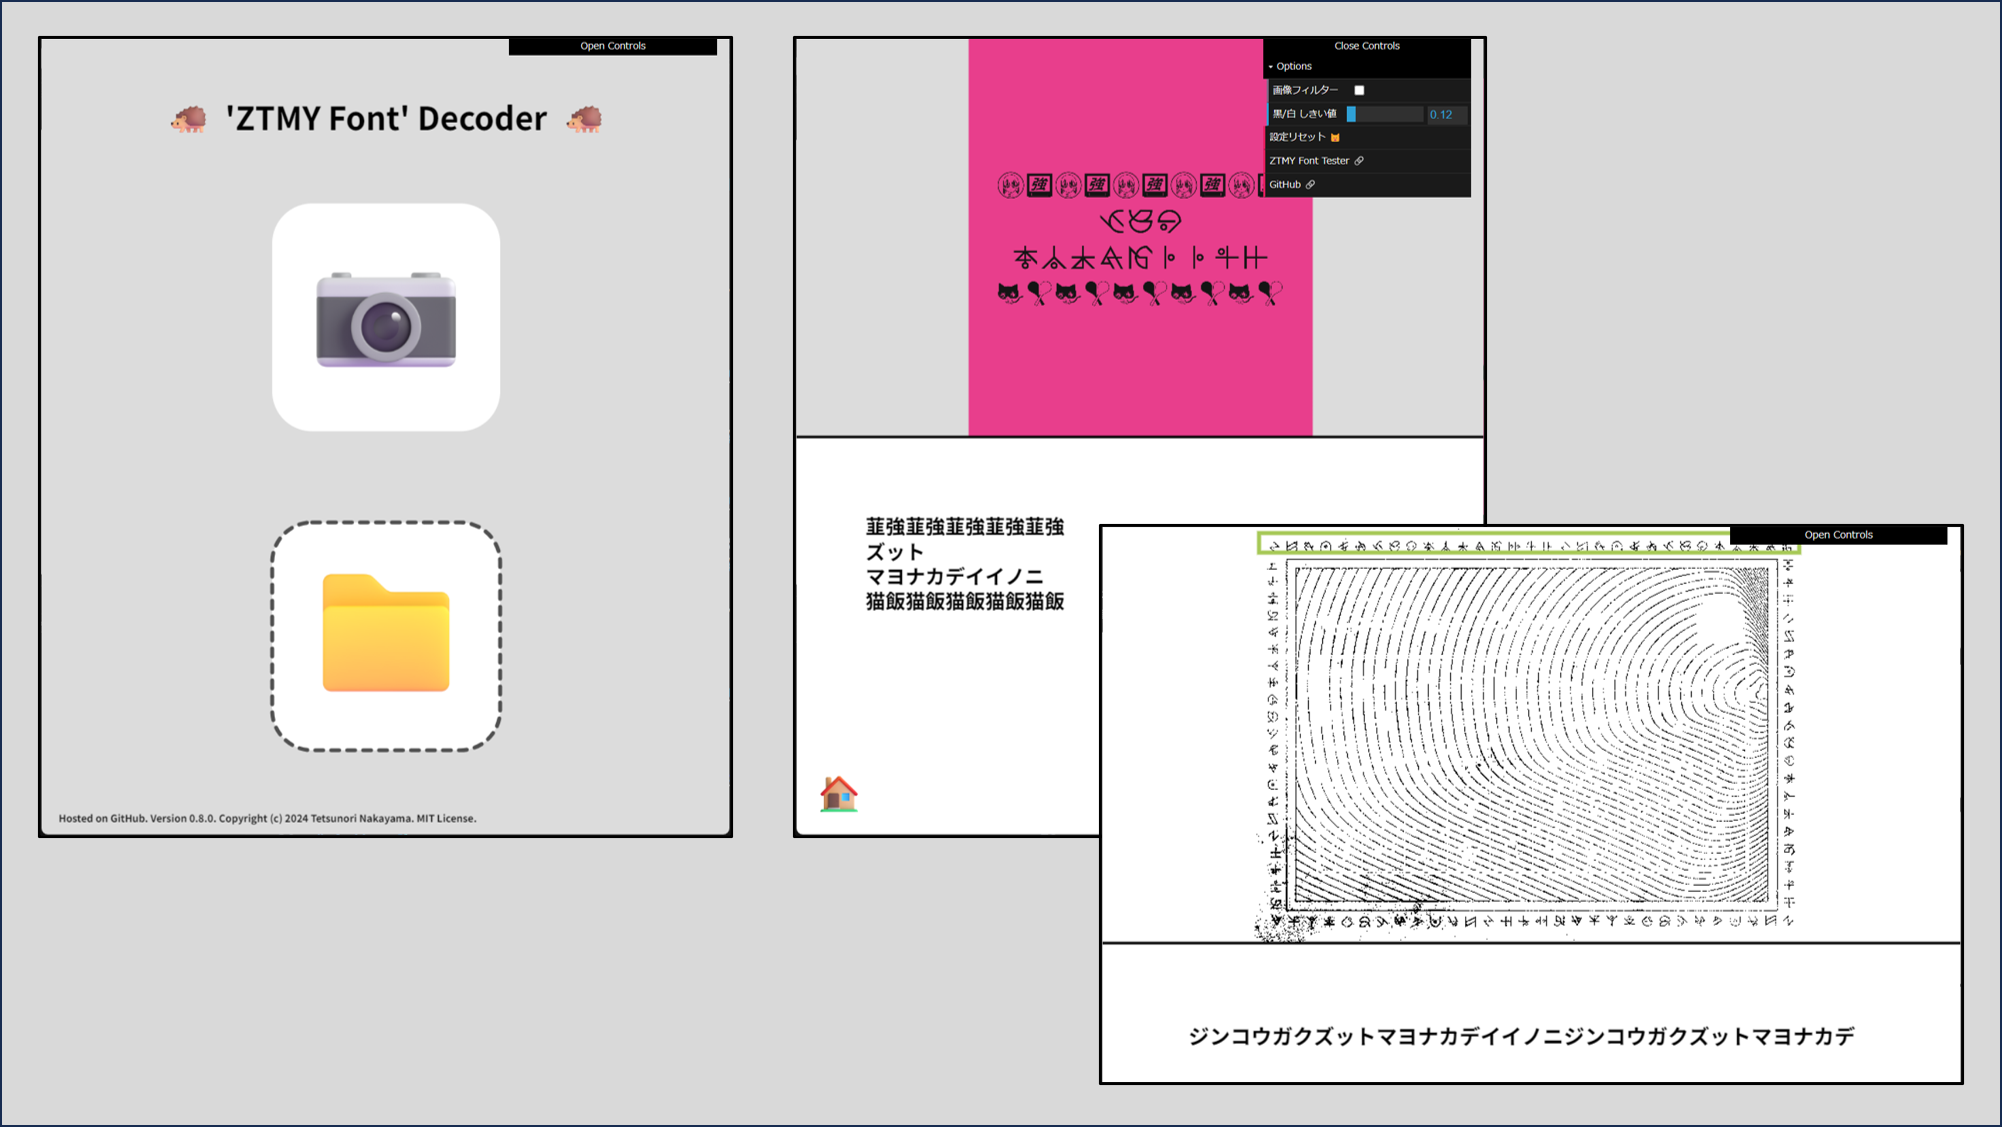 Open Controls
'ZTMY Font' Decoder
Hosted on GitHub. Version 0.8.0. Copyright (c) 2024 Tetsunori Nakayama. MIT License.
Close Controls
Options
画像フィルター
黒/白 しきい値 0.12
設定リセット
ZTMY Font Tester
GitHub
強 強 強 強
韮強韮強韮強韮強韮強
ズット
マヨナカデイイノニ
猫飯猫飯猫飯猫飯猫飯
Open Controls
ジンコウガクズットマヨナカデイイノニジンコウガクズットマヨナカデ